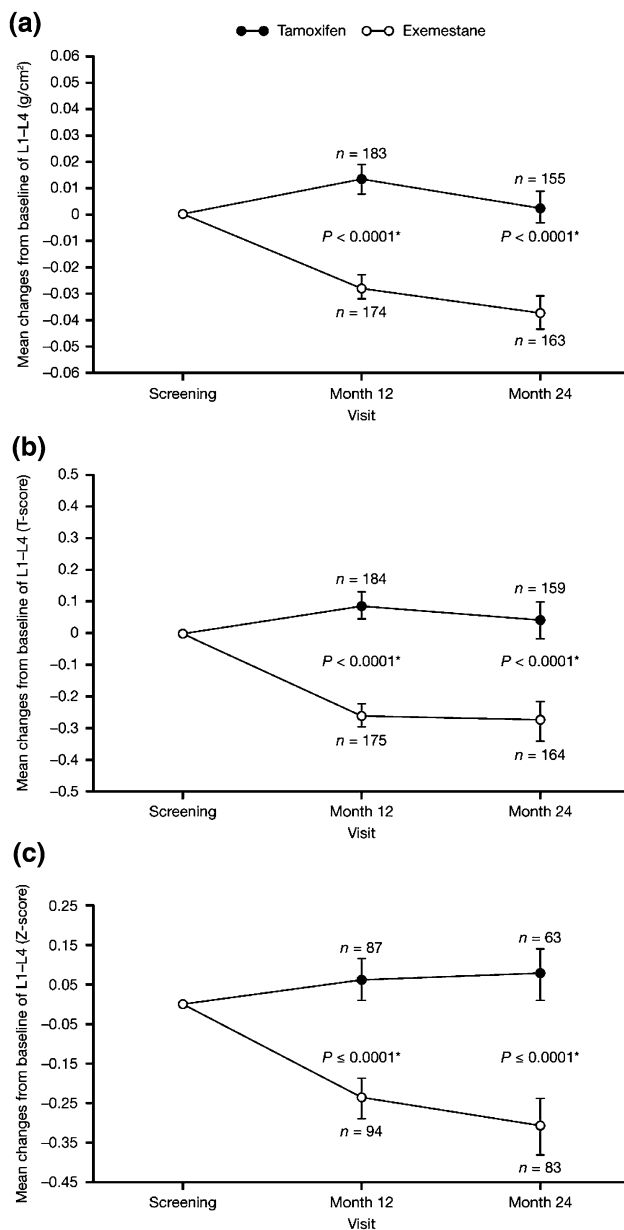 (a)
Tamoxifen Exemestane
Mean changes from baseline of L1–L4 (g/cm²)
0.06
0.05
0.04
0.03
0.02
0.01
0
–0.01
–0.02
–0.03
–0.04
–0.05
–0.06
n = 183
n = 155
P < 0.0001* P < 0.0001*
n = 174
n = 163
Screening Month 12 Month 24
Visit
(b)
Mean changes from baseline of L1–L4 (T-score)
0.5
0.4
0.3
0.2
0.1
0
–0.1
–0.2
–0.3
–0.4
–0.5
n = 184
n = 159
P < 0.0001* P < 0.0001*
n = 175
n = 164
Screening Month 12 Month 24
Visit
(c)
Mean changes from baseline of L1–L4 (Z-score)
0.25
0.15
0.05
–0.05
–0.15
–0.25
–0.35
–0.45
n = 87
n = 63
P ≤ 0.0001* P ≤ 0.0001*
n = 94
n = 83
Screening Month 12 Month 24
Visit